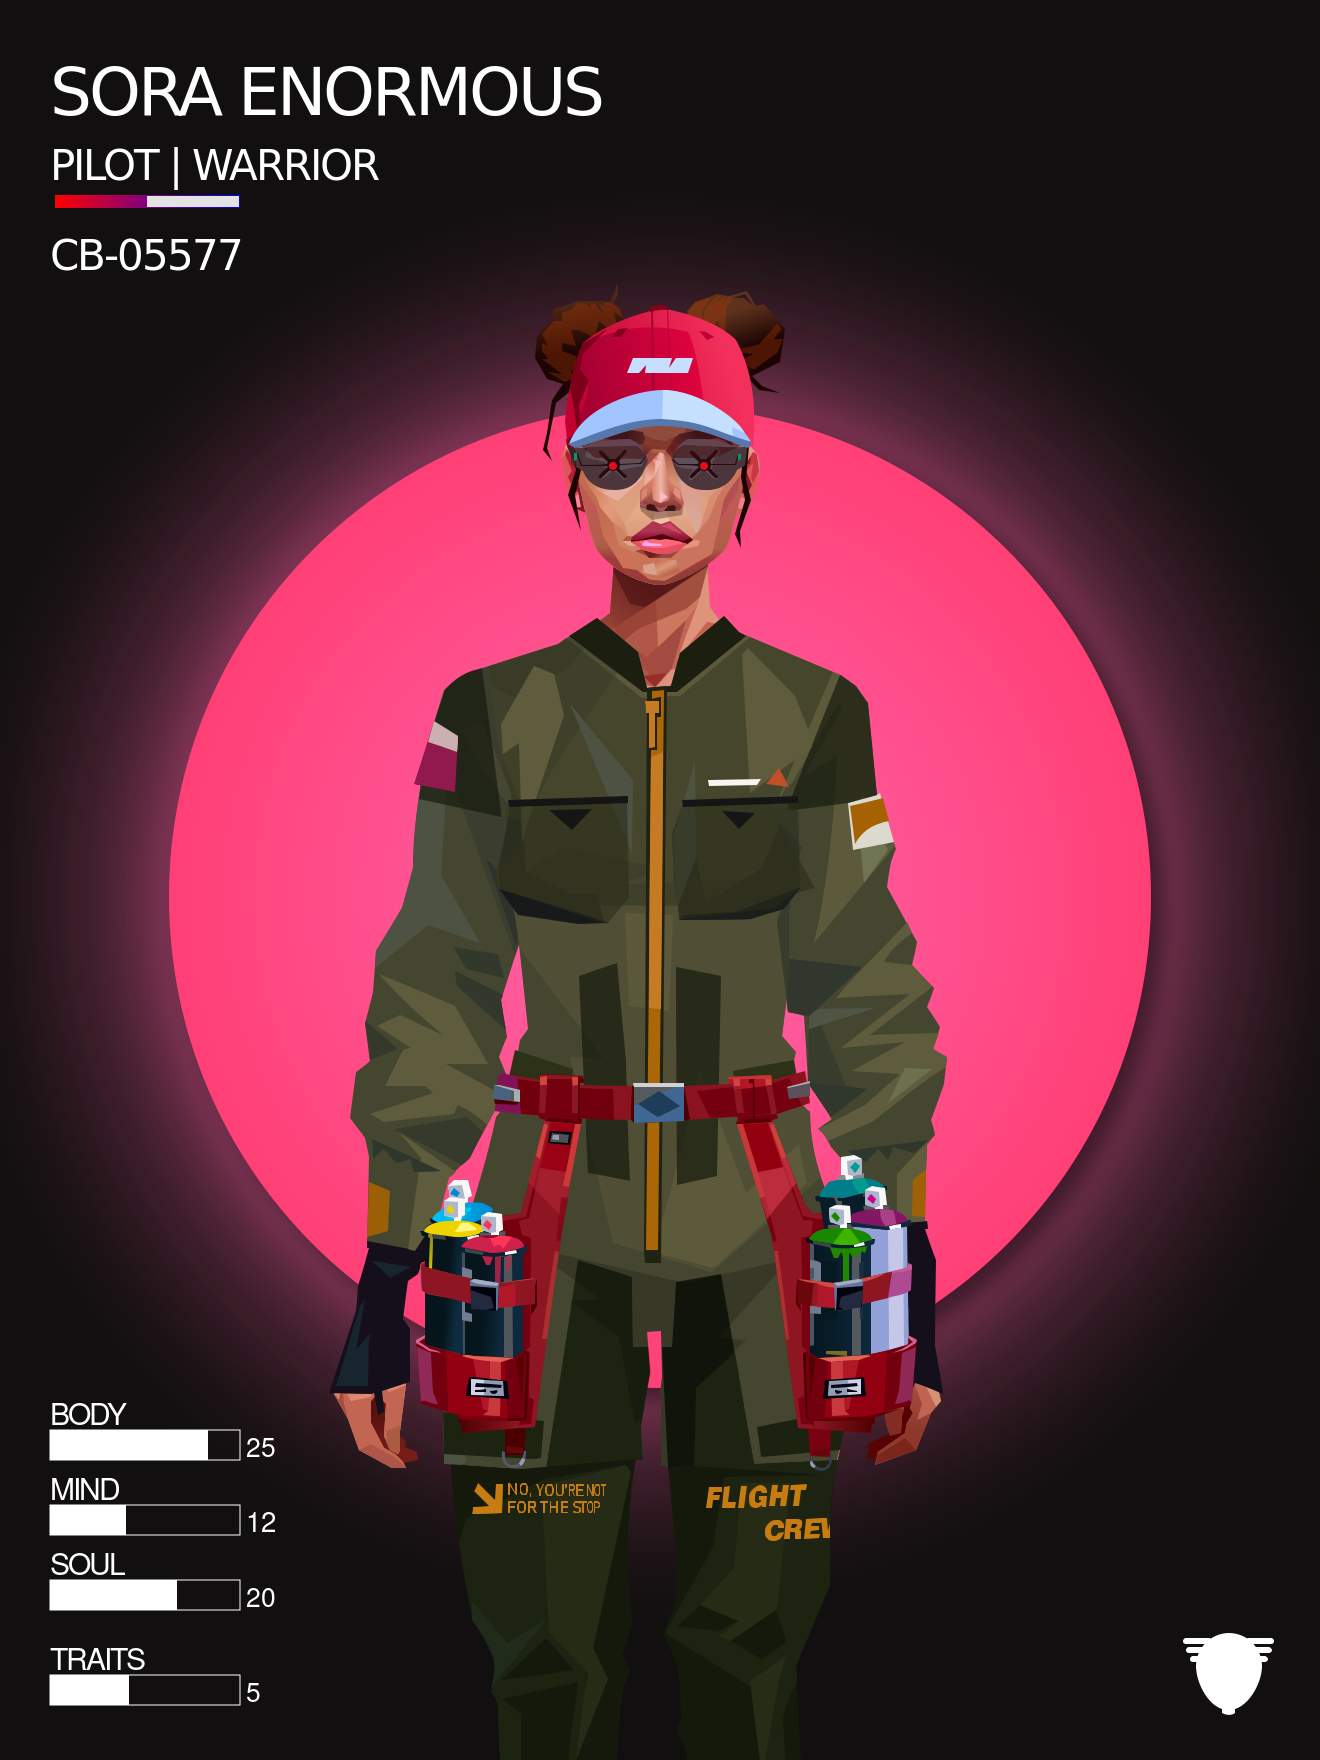 SORA ENORMOUS
PILOT | WARRIOR
CB-05577
BODY
25
MIND
12
SOUL
20
TRAITS
5
NO, YOU'RE NOT
FOR THE STOP
FLIGHT
CREW